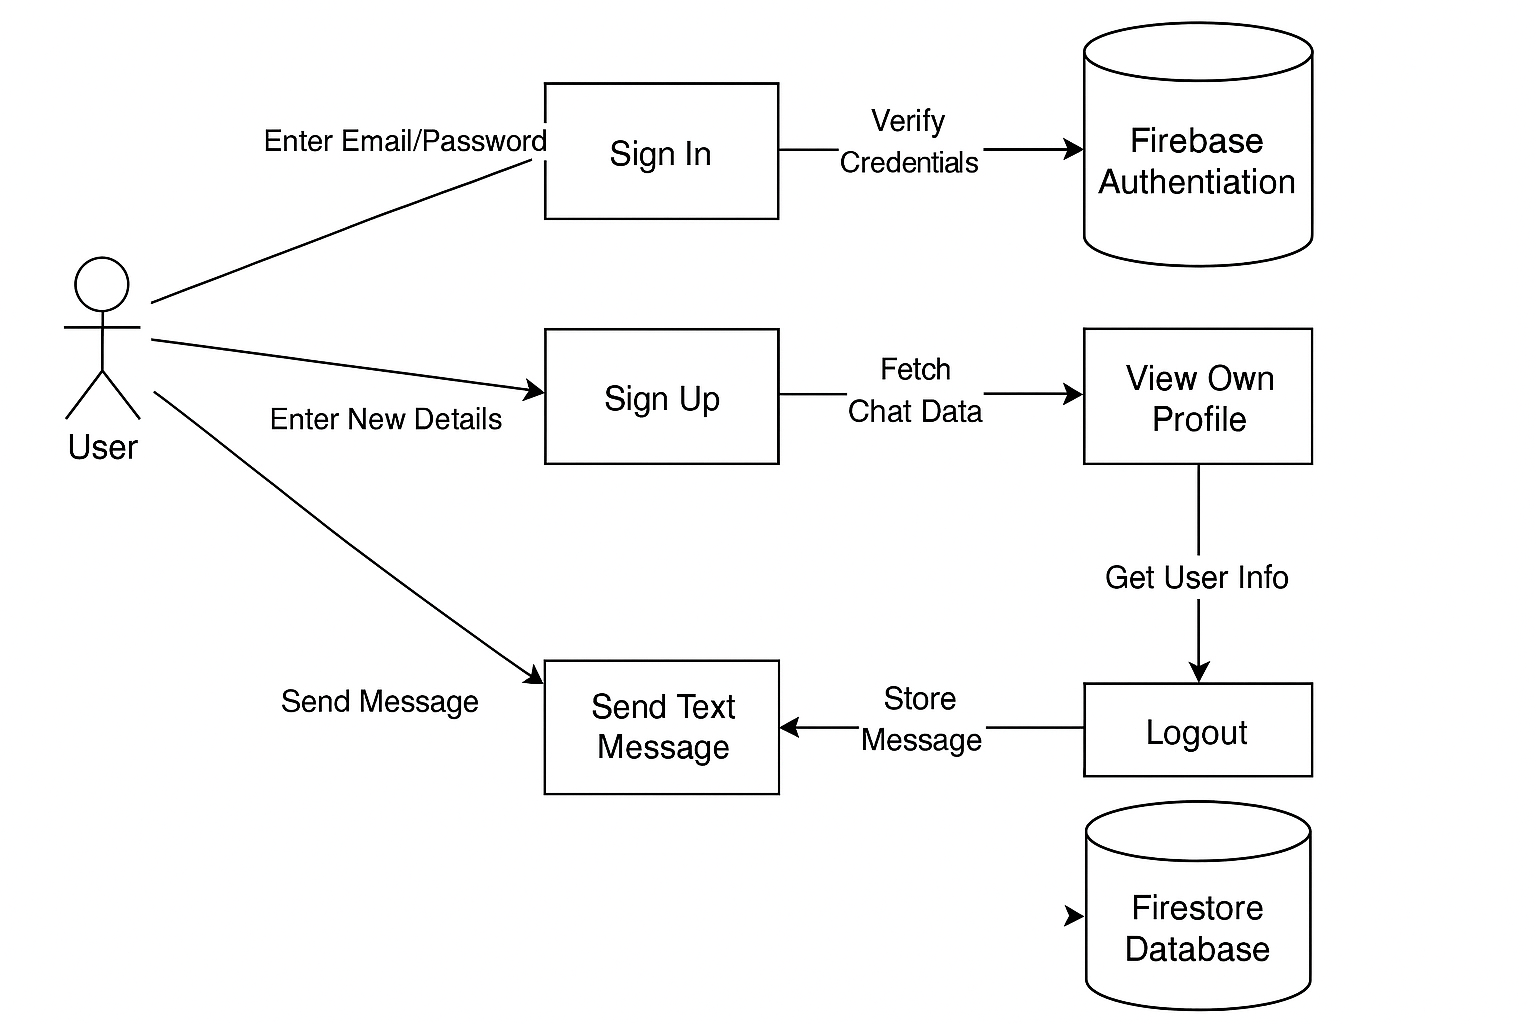 Enter Email/Password
Sign In
Verify
Credentials
Firebase
Authentiation
User
Enter New Details
Sign Up
Fetch
Chat Data
View Own
Profile
Get User Info
Send Message
Send Text
Message
Store
Message
Logout
Firestore
Database